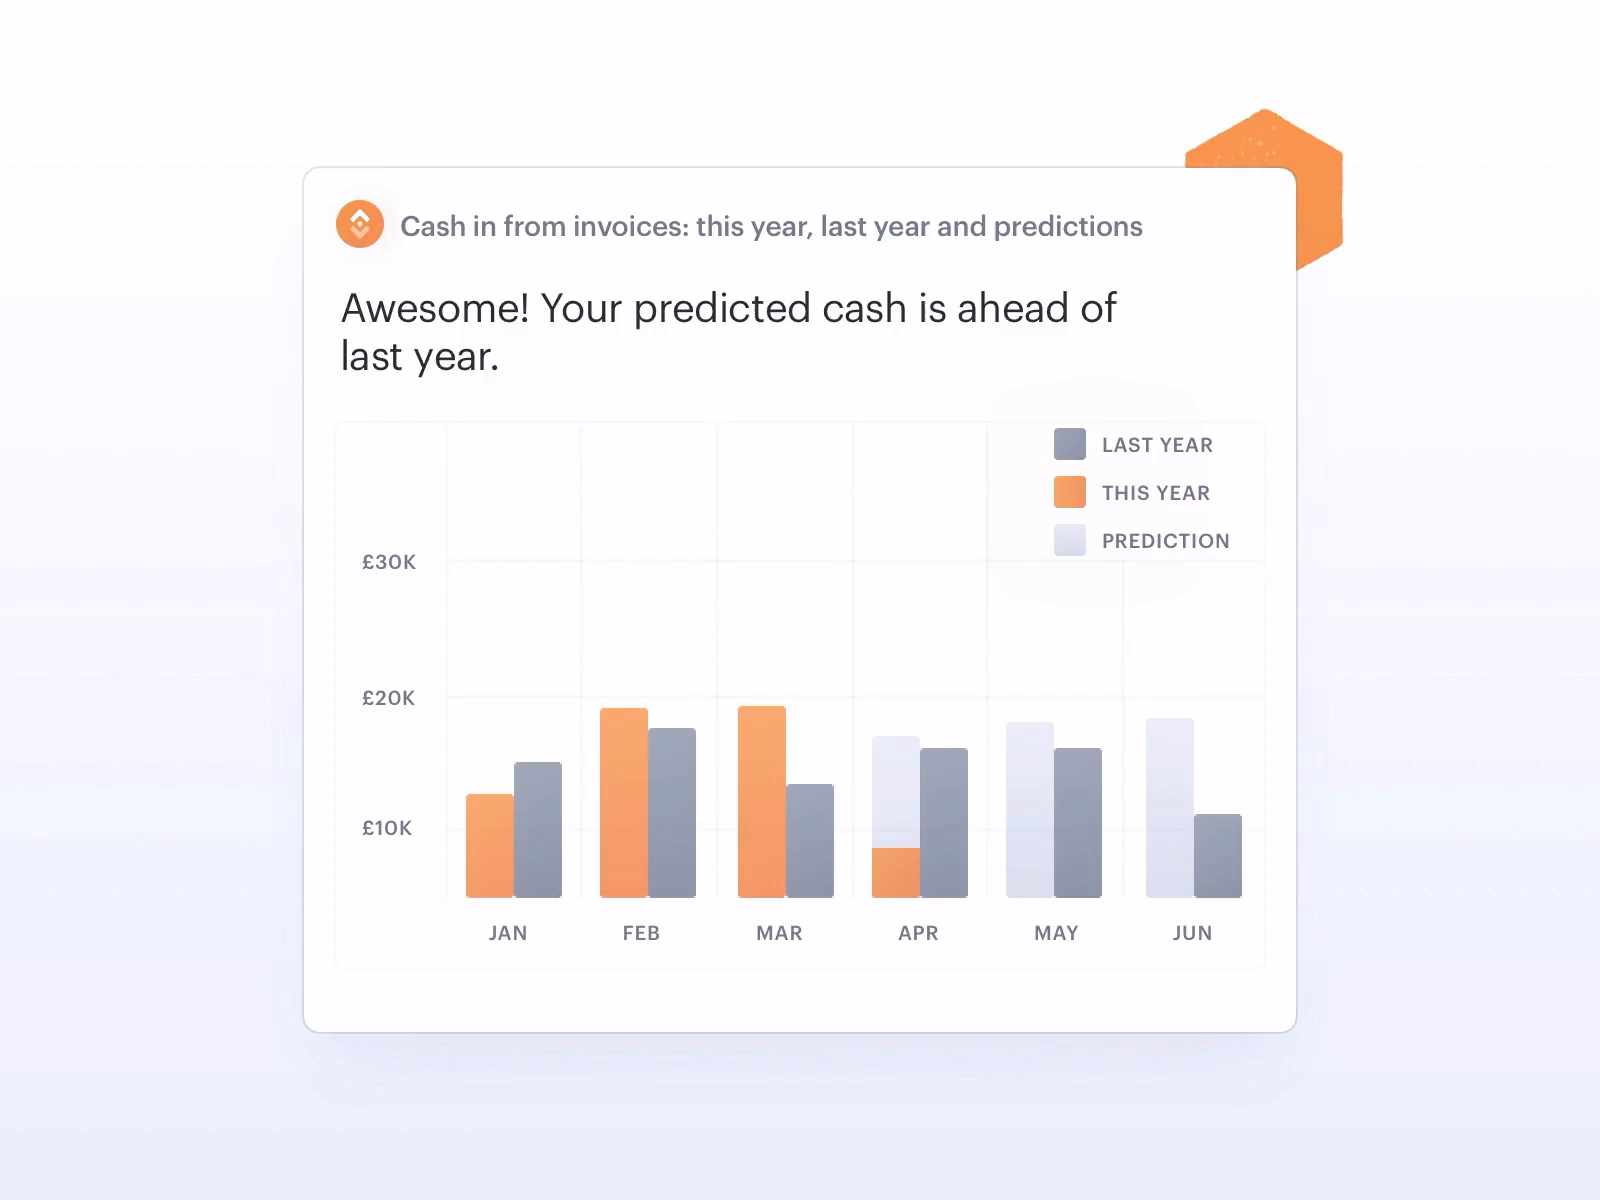 Cash in from invoices: this year, last year and predictions
Awesome! Your predicted cash is ahead of
last year.
LAST YEAR
THIS YEAR
PREDICTION
£30K
£20K
£10K
JAN
FEB
MAR
APR
MAY
JUN